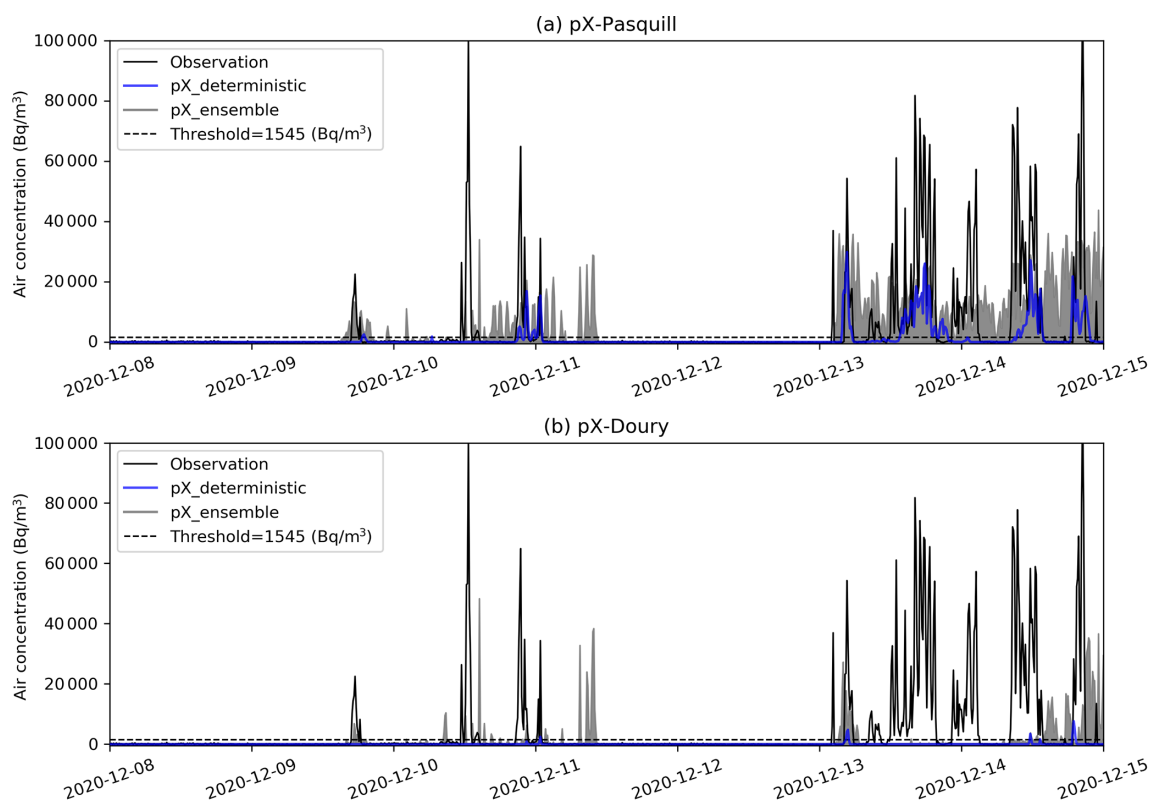 (a) pX-Pasquill
100 000
80 000
60 000
40 000
20 000
0
Air concentration (Bq/m³)
Observation
pX_deterministic
pX_ensemble
Threshold=1545 (Bq/m³)
2020-12-08
2020-12-09
2020-12-10
2020-12-11
2020-12-12
2020-12-13
2020-12-14
2020-12-15
(b) pX-Doury
100 000
80 000
60 000
40 000
20 000
0
Air concentration (Bq/m³)
Observation
pX_deterministic
pX_ensemble
Threshold=1545 (Bq/m³)
2020-12-08
2020-12-09
2020-12-10
2020-12-11
2020-12-12
2020-12-13
2020-12-14
2020-12-15